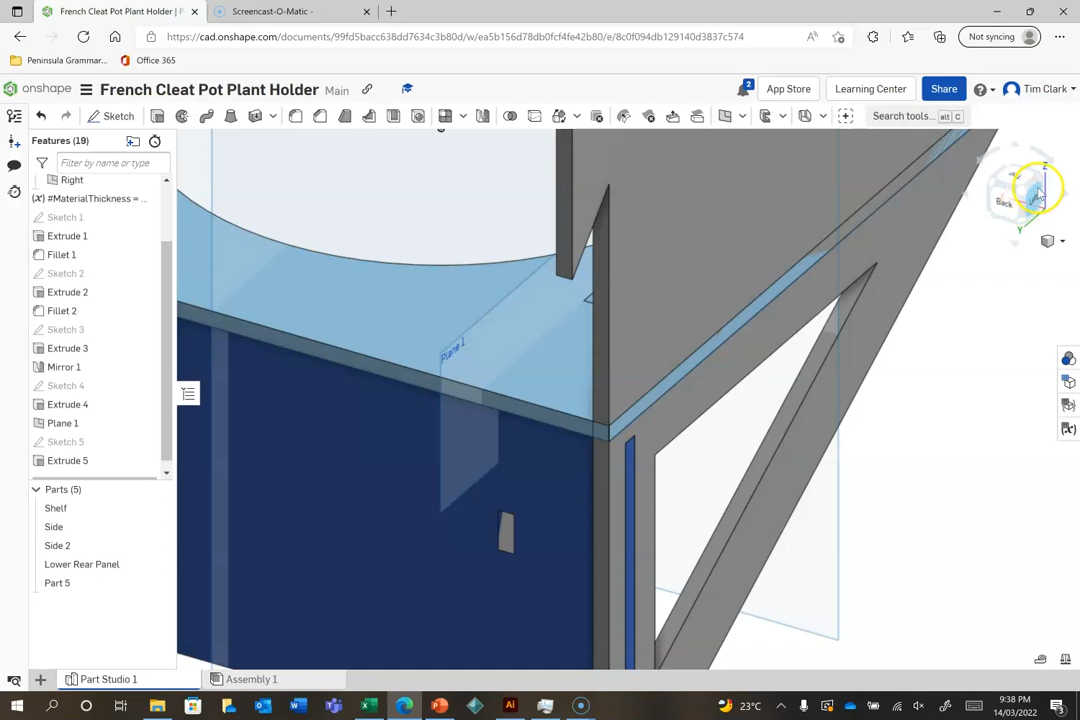 French Cleat Pot Plant Holder | P
Screencast-O-Matic -
https://cad.onshape.com/documents/99fd5bacc638dd7634c3b80d/w/ea5b156d78db0fcf4fe42b80/e/8c0f094db129140d3837c574
Not syncing
Peninsula Grammar...
Office 365
onshape
French Cleat Pot Plant Holder
Main
2
App Store
Learning Center
Share
Tim Clark
Sketch
Search tools...
alt
C
Features (19)
Filter by name or type
Right
#MaterialThickness = ...
Sketch 1
Extrude 1
Fillet 1
Sketch 2
Extrude 2
Fillet 2
Sketch 3
Extrude 3
Mirror 1
Sketch 4
Extrude 4
Plane 1
Sketch 5
Extrude 5
Parts (5)
Shelf
Side
Side 2
Lower Rear Panel
Part 5
Plane 1
Back
Z
Y
Part Studio 1
Assembly 1
23°C
9:38 PM
14/03/2022